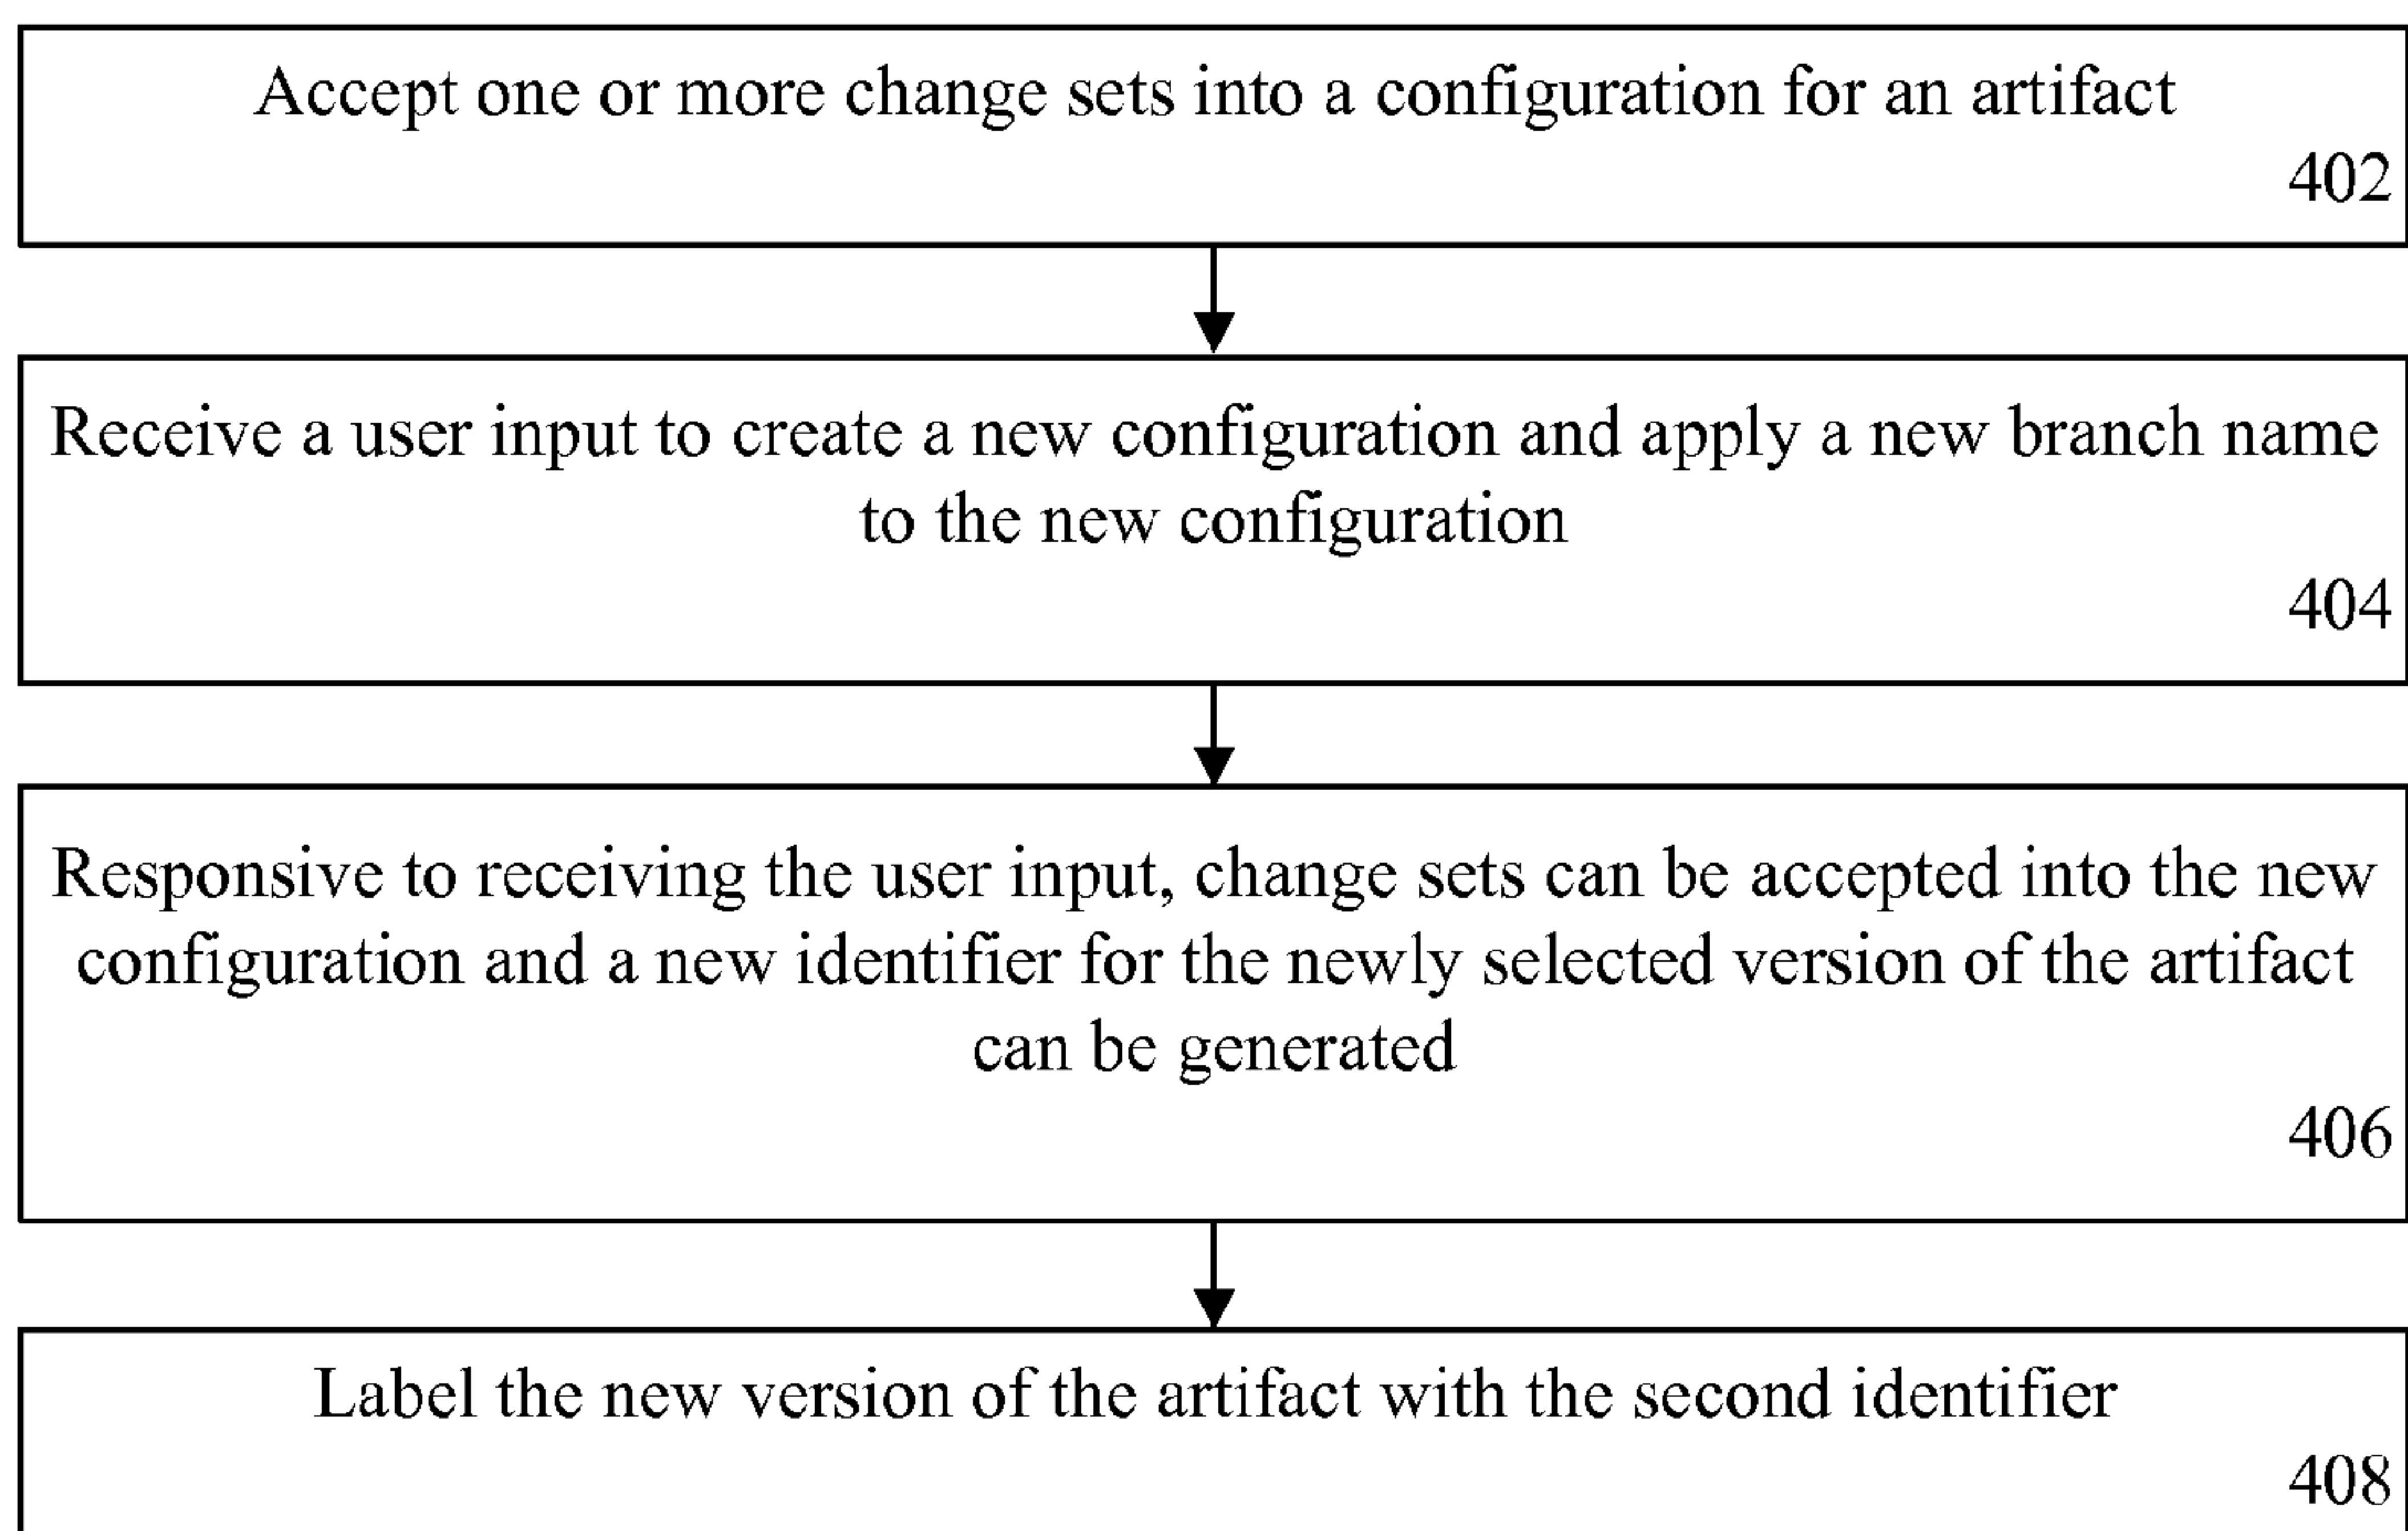 Accept one or more change sets into a configuration for an artifact
402
Receive a user input to create a new configuration and apply a new branch name
to the new configuration
404
Responsive to receiving the user input, change sets can be accepted into the new
configuration and a new identifier for the newly selected version of the artifact
can be generated
406
Label the new version of the artifact with the second identifier
408